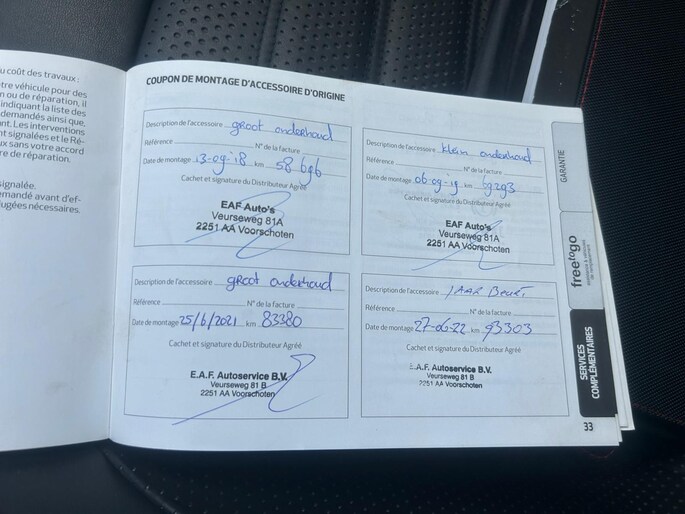 u coût des travaux :
tre véhicule pour des
n ou de réparation, il
indiquant la liste des
demandés ainsi que,
nt. Les interventions
nt signalées et le Ré-
ux sans votre accord
re de réparation.
signalée.
emandé avant d'ef-
fugées nécessaires.
COUPON DE MONTAGE D'ACCESSOIRE D'ORIGINE
Description de l'accessoire groot onderhoud
Référence N° de la facture
Date de montage 13-09-18 km 58 696
Cachet et signature du Distributeur Agréé
EAF Auto's
Veurseweg 81A
2251 AA Voorschoten
Description de l'accessoire klein onderhoud
Référence N° de la facture
Date de montage 06-09-19 km 69293
Cachet et signature du Distributeur Agréé
EAF Auto's
Veurseweg 81A
2251 AA Voorschoten
Description de l'accessoire groot onderhoud
Référence N° de la facture
Date de montage 25/6/2021 km 83380
Cachet et signature du Distributeur Agréé
E.A.F. Autoservice B.V.
Veurseweg 81 B
2251 AA Voorschoten
Description de l'accessoire JAAR Beurt.
Référence N° de la facture
Date de montage 27-06-22 km 93303
Cachet et signature du Distributeur Agréé
E.A.F. Autoservice B.V.
Veurseweg 81 B
2251 AA Voorschoten
GARANTIE
freetogo
SERVICES
COMPLÉMENTAIRES
33